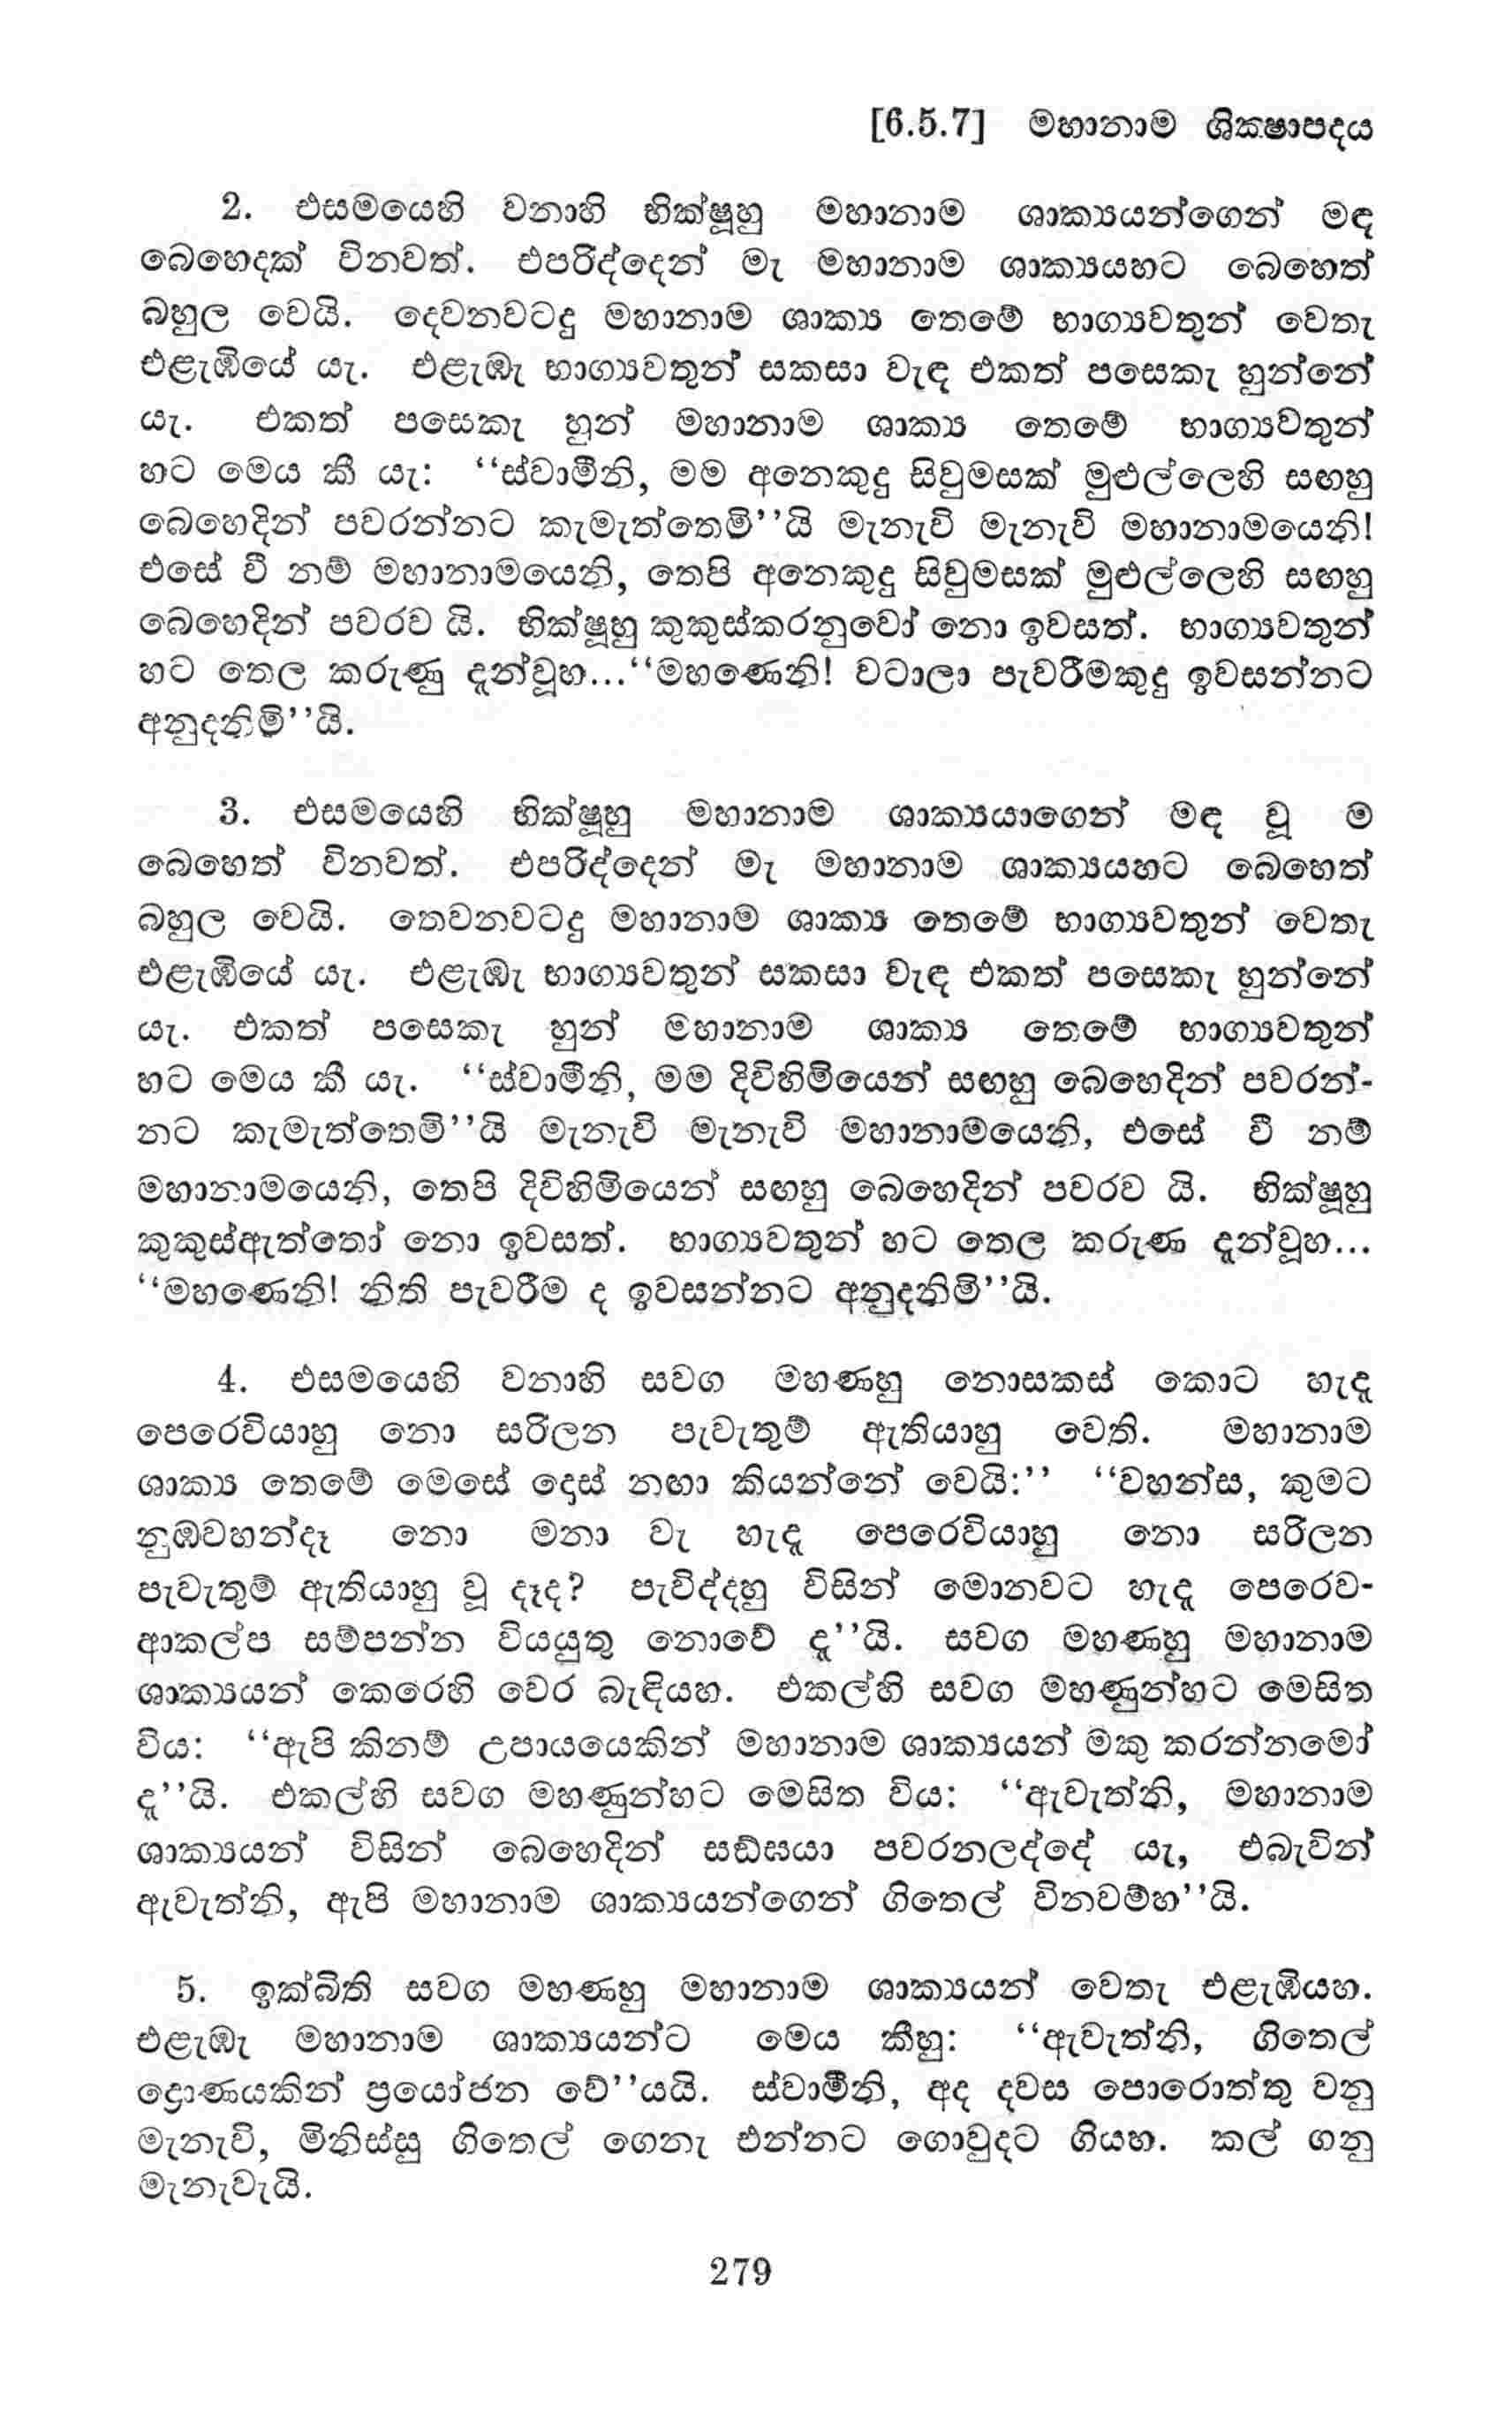 [6.5.7] මහානාම ශික්‍ෂාපදය
2. එසමයෙහි වනාහි භික්ෂූහු මහානාම ශාක්‍යයන්ගෙන් මඳ
බෙහෙදක් විනවත්. එපරිද්දෙන් මැ මහානාම ශාක්‍යයහට බෙහෙත්
බහුල වෙයි. දෙවනවටදු මහානාම ශාක්‍ය තෙමේ භාග්‍යවතුන් වෙතැ
එළැඹියේ යැ. එළැඹැ භාග්‍යවතුන් සකසා වැඳ එකත් පසෙකැ හුන්නේ
යැ. එකත් පසෙකැ හුන් මහානාම ශාක්‍ය තෙමේ භාග්‍යවතුන්
හට මෙය කී යැ: “ස්වාමීනි, මම අනෙකුදු සිවුමසක් මුළුල්ලෙහි සඟහු
බෙහෙදින් පවරන්නට කැමැත්තෙමි”යි මැනැවි මැනැවි මහානාමයෙනි!
එසේ වී නම් මහානාමයෙනි, තෙපි අනෙකුදු සිවුමසක් මුළුල්ලෙහි සඟහු
බෙහෙදින් පවරව යි. භික්ෂූහු කුකුස්කරනුවෝ නො ඉවසත්. භාග්‍යවතුන්
හට තෙල කරුණු දැන්වූහ...“මහණෙනි! වටාලා පැවරීමකුදු ඉවසන්නට
අනුදනිමි”යි.
3. එසමයෙහි භික්ෂූහු මහානාම ශාක්‍යයාගෙන් මඳ වූ ම
බෙහෙත් විනවත්. එපරිද්දෙන් මැ මහානාම ශාක්‍යයහට බෙහෙත්
බහුල වෙයි. තෙවනවටදු මහානාම ශාක්‍ය තෙමේ භාග්‍යවතුන් වෙතැ
එළැඹියේ යැ. එළැඹැ භාග්‍යවතුන් සකසා වැඳ එකත් පසෙකැ හුන්නේ
යැ. එකත් පසෙකැ හුන් මහානාම ශාක්‍ය තෙමේ භාග්‍යවතුන්
හට මෙය කී යැ. “ස්වාමීනි, මම දිවිහිමියෙන් සඟහු බෙහෙදින් පවරන්-
නට කැමැත්තෙමි”යි මැනැවි මැනැවි මහානාමයෙනි, එසේ වී නම්
මහානාමයෙනි, තෙපි දිවිහිමියෙන් සඟහු බෙහෙදින් පවරව යි. භික්ෂූහු
කුකුස්ඇත්තෝ නො ඉවසත්. භාග්‍යවතුන් හට තෙල කරුණ දැන්වූහ...
“මහණෙනි! නිති පැවරීම ද ඉවසන්නට අනුදනිමි”යි.
4. එසමයෙහි වනාහි සවග මහණහු නොසකස් කොට හැඳැ
පෙරෙවියාහු නො සරිලන පැවැතුම් ඇතියාහු වෙති. මහානාම
ශාක්‍ය තෙමේ මෙසේ දොස් නඟා කියන්නේ වෙයි:” “වහන්ස, කුමට
නුඹවහන්දෑ නො මනා වැ හැඳැ පෙරෙවියාහු නො සරිලන
පැවැතුම් ඇතියාහු වූ දෑද? පැවිද්දහු විසින් මොනවට හැඳැ පෙරෙව-
ආකල්ප සම්පන්න වියයුතු නොවේ දැ”යි. සවග මහණහු මහානාම
ශාක්‍යයන් කෙරෙහි වෙර බැඳියහ. එකල්හි සවග මහණුන්හට මෙසිත
විය: “ඇපි කිනම් උපායයෙකින් මහානාම ශාක්‍යයන් මකු කරන්නමෝ
දැ”යි. එකල්හි සවග මහණුන්හට මෙසිත විය: “ඇවැත්නි, මහානාම
ශාක්‍යයන් විසින් බෙහෙදින් සඞ්ඝයා පවරනලද්දේ යැ, එබැවින්
ඇවැත්නි, ඇපි මහානාම ශාක්‍යයන්ගෙන් ගිතෙල් විනවම්හ”යි.
5. ඉක්බිති සවග මහණහු මහානාම ශාක්‍යයන් වෙතැ එළැඹියහ.
එළැඹැ මහානාම ශාක්‍යයන්ට මෙය කීහු: “ඇවැත්නි, ගිතෙල්
ද්‍රොණයකින් ප්‍රයෝජන වේ”යයි. ස්වාමීනි, අද දවස පොරොත්තු වනු
මැනැවි, මිනිස්සු ගිතෙල් ගෙනැ එන්නට ගොවුදට ගියහ. කල් ගනු
මැනැවැයි.
279